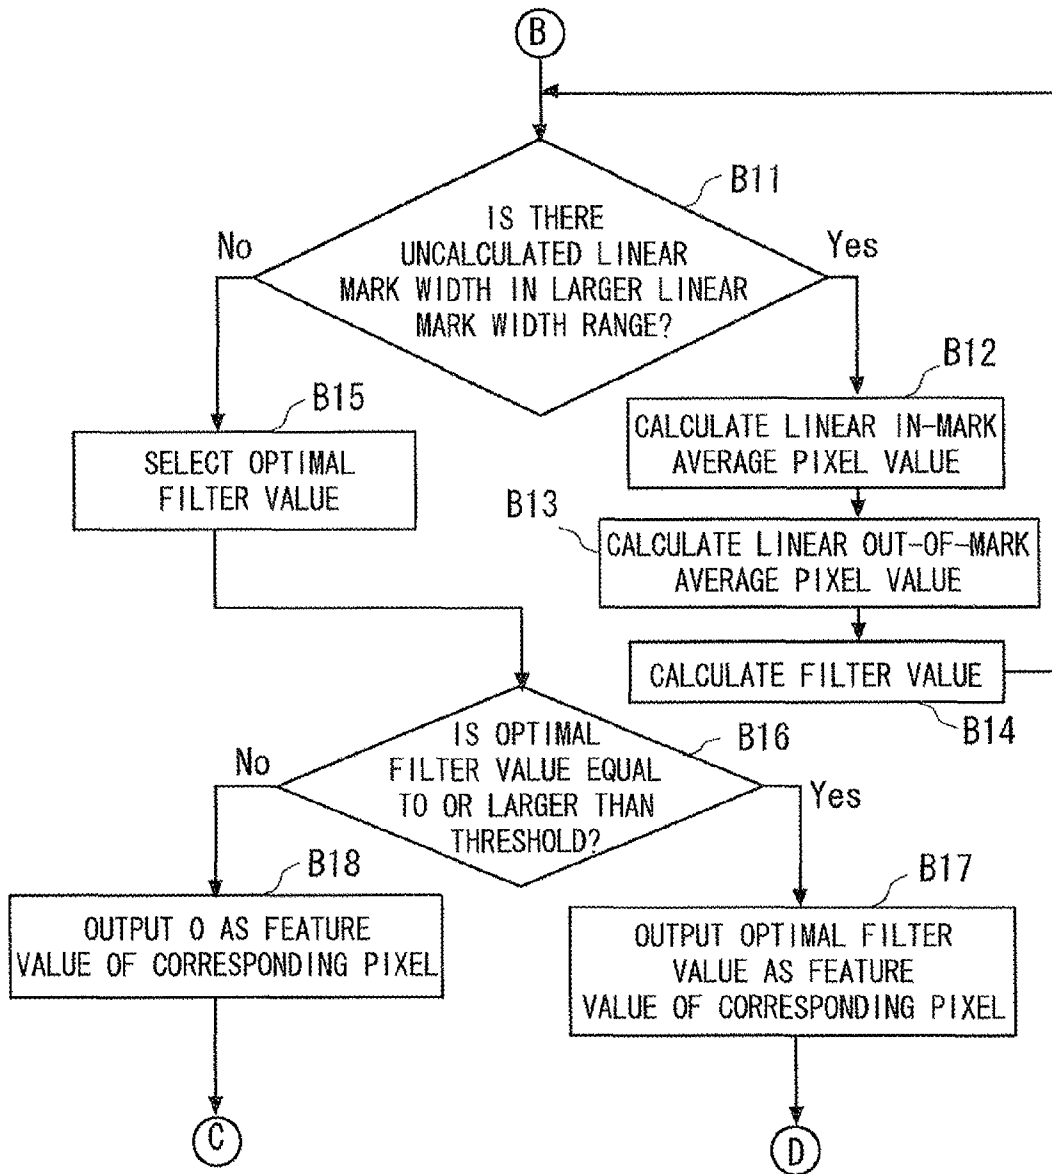 B
B11
IS THERE
UNCALCULATED LINEAR
MARK WIDTH IN LARGER LINEAR
MARK WIDTH RANGE?
No
Yes
B12
CALCULATE LINEAR IN-MARK
AVERAGE PIXEL VALUE
B15
SELECT OPTIMAL
FILTER VALUE
B13
CALCULATE LINEAR OUT-OF-MARK
AVERAGE PIXEL VALUE
CALCULATE FILTER VALUE
B14
IS OPTIMAL
FILTER VALUE EQUAL
TO OR LARGER THAN
THRESHOLD?
B16
No
Yes
B18
OUTPUT 0 AS FEATURE
VALUE OF CORRESPONDING PIXEL
B17
OUTPUT OPTIMAL FILTER
VALUE AS FEATURE
VALUE OF CORRESPONDING PIXEL
C
D